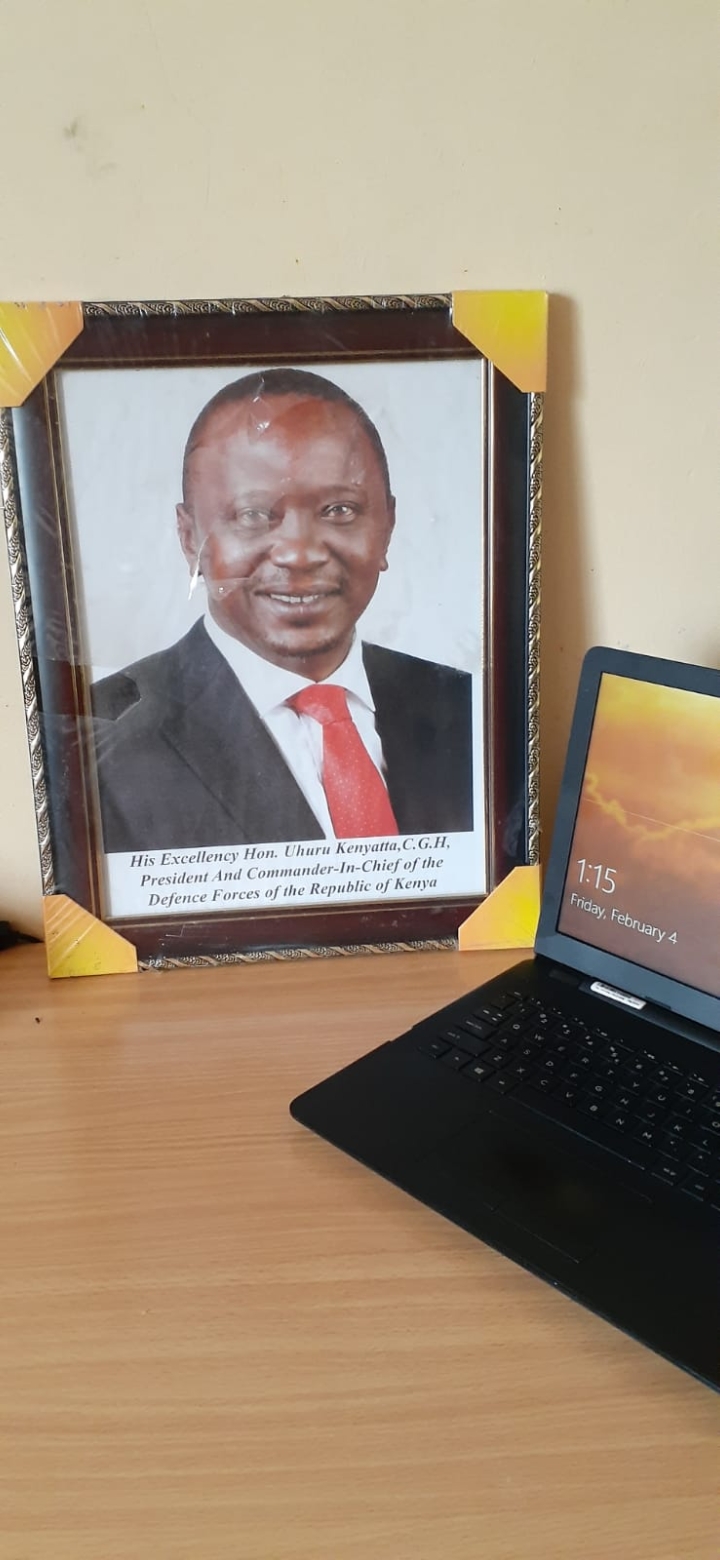 His Excellency Hon. Uhuru Kenyatta,C.G.H,
President And Commander-In-Chief of the
Defence Forces of the Republic of Kenya
1:15
Friday, February 4